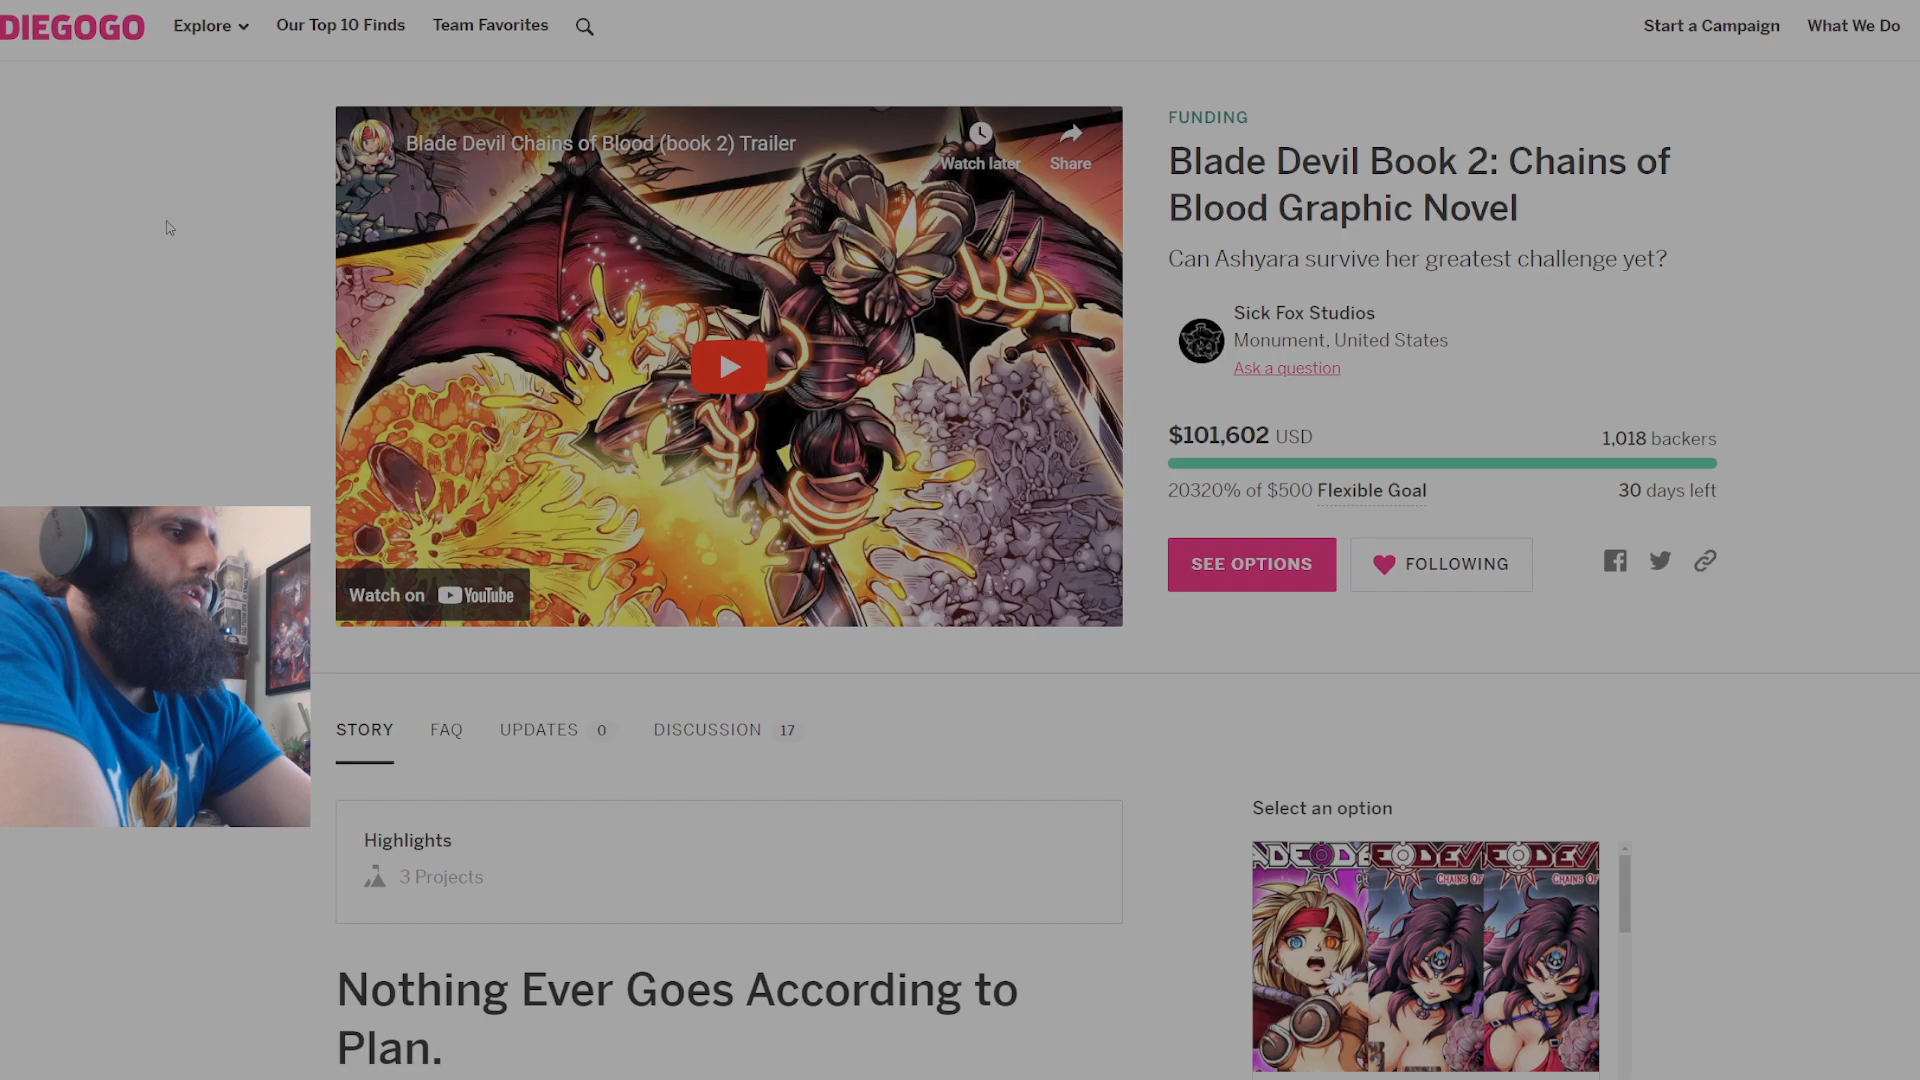 DIEGOGO
Explore
Our Top 10 Finds
Team Favorites
Start a Campaign
What We Do
Blade Devil Chains of Blood (book 2) Trailer
Watch later
Share
Watch on YouTube
FUNDING
Blade Devil Book 2: Chains of
Blood Graphic Novel
Can Ashyara survive her greatest challenge yet?
Sick Fox Studios
Monument, United States
Ask a question
$101,602 USD
1,018 backers
20320% of $500 Flexible Goal
30 days left
SEE OPTIONS
FOLLOWING
STORY
FAQ
UPDATES 0
DISCUSSION 17
Highlights
3 Projects
Nothing Ever Goes According to
Plan.
Select an option
CHAINS OF
CHAINS OF